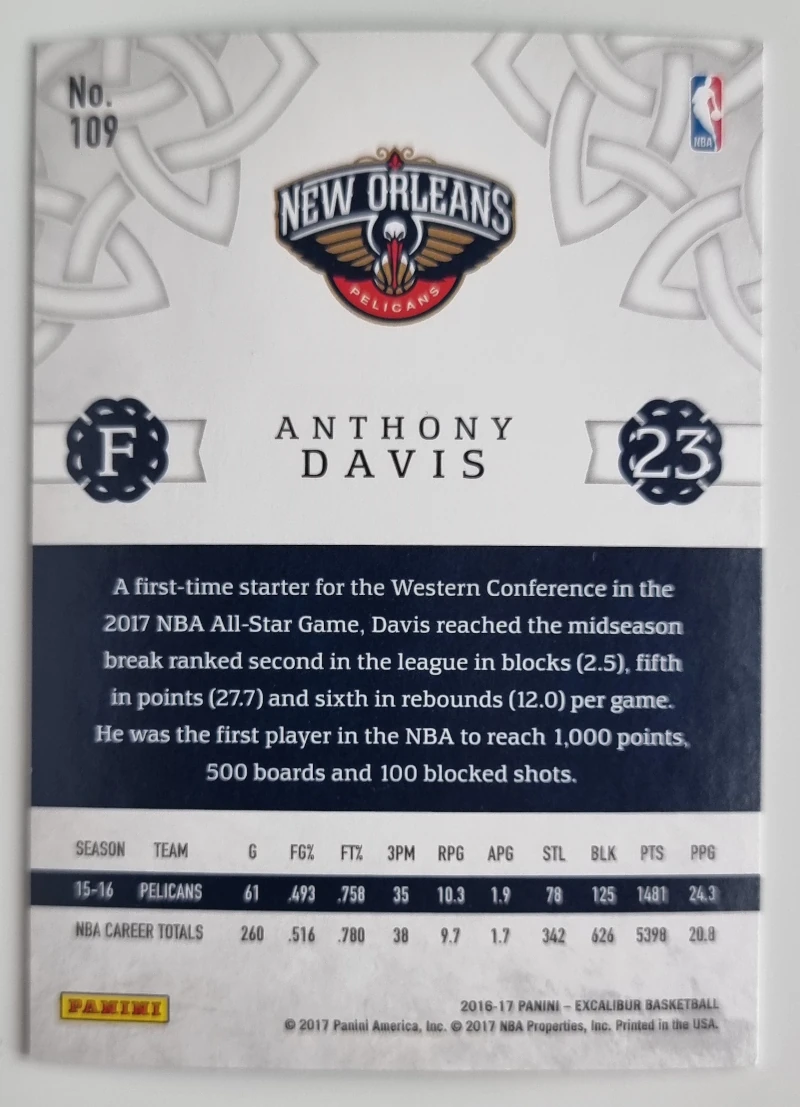 No.
109
NBA
NEW ORLEANS
PELICANS
F
ANTHONY
DAVIS
23
A first-time starter for the Western Conference in the
2017 NBA All-Star Game, Davis reached the midseason
break ranked second in the league in blocks (2.5), fifth
in points (27.7) and sixth in rebounds (12.0) per game.
He was the first player in the NBA to reach 1,000 points,
500 boards and 100 blocked shots.
SEASON TEAM G FG% FT% 3PM RPG APG STL BLK PTS PPG
15-16 PELICANS 61 .493 .758 35 10.3 1.9 78 125 1481 24.3
NBA CAREER TOTALS 260 .516 .780 38 9.7 1.7 342 626 5398 20.8
PANINI
2016-17 PANINI – EXCALIBUR BASKETBALL
© 2017 Panini America, Inc. © 2017 NBA Properties, Inc. Printed in the USA.